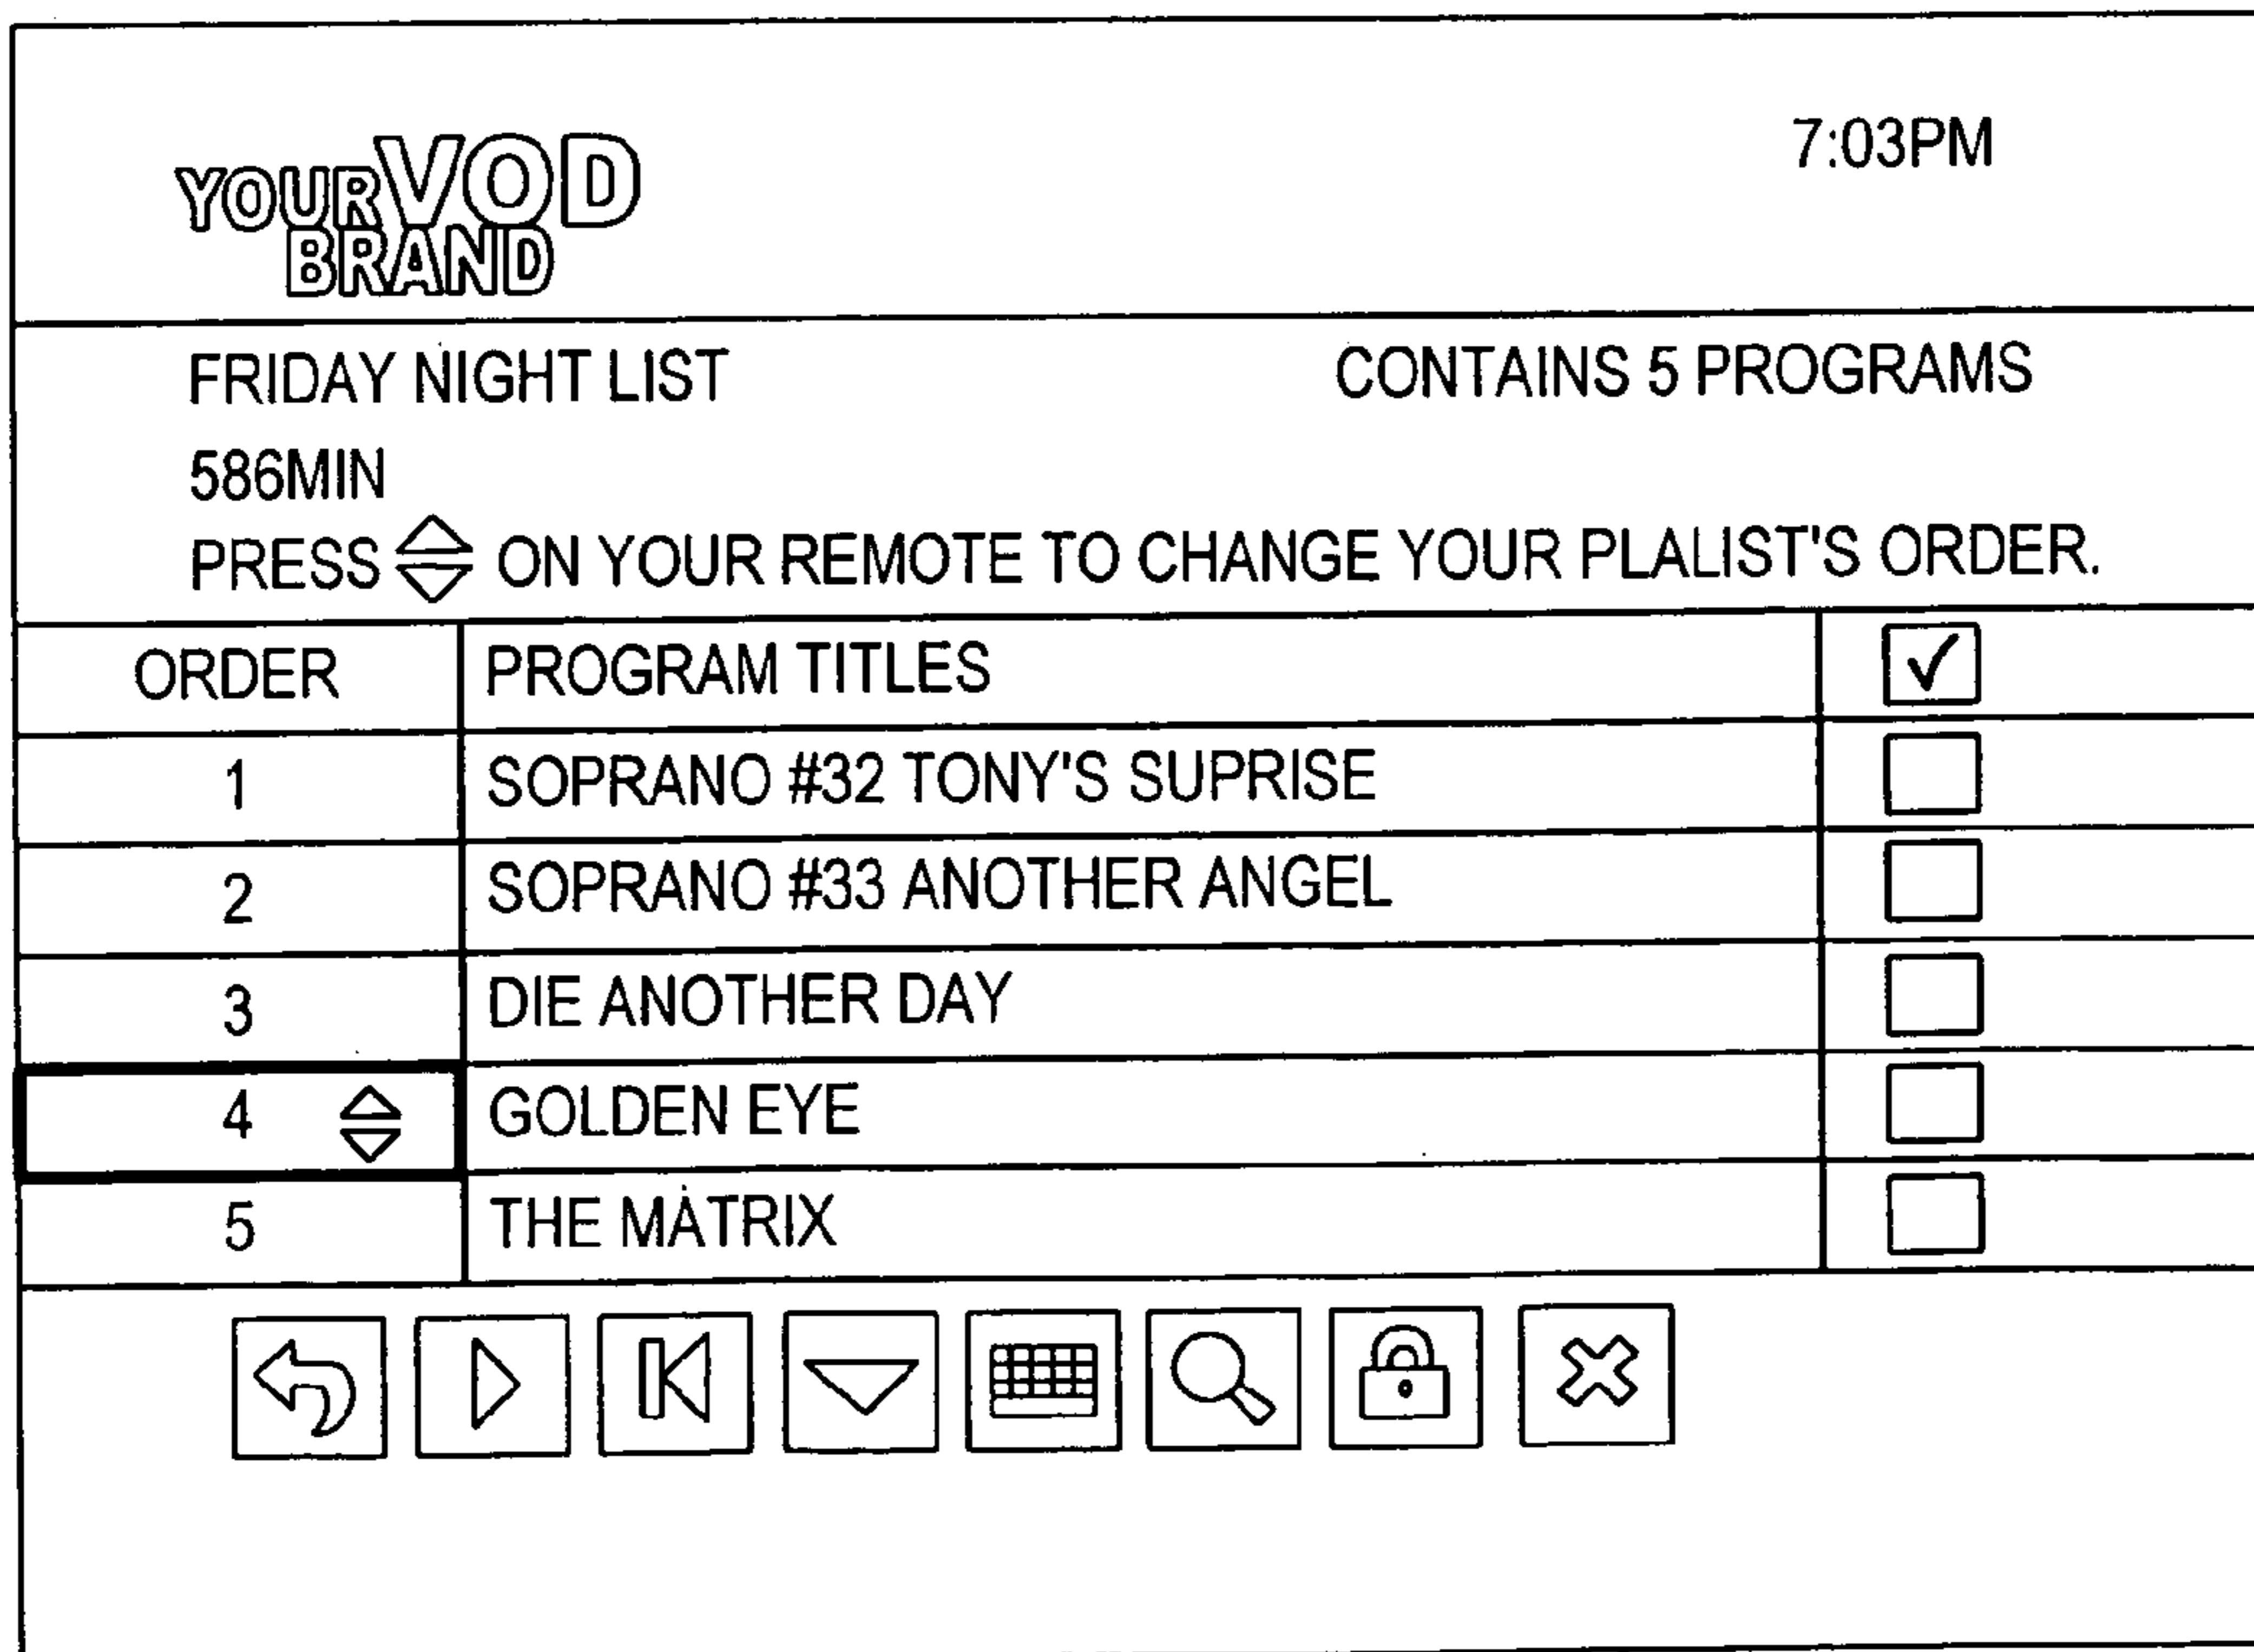 YOUR VOD
BRAND
7:03PM
FRIDAY NIGHT LIST CONTAINS 5 PROGRAMS
586MIN
PRESS ON YOUR REMOTE TO CHANGE YOUR PLALIST'S ORDER.
ORDER PROGRAM TITLES
1 SOPRANO #32 TONY'S SUPRISE
2 SOPRANO #33 ANOTHER ANGEL
3 DIE ANOTHER DAY
4 GOLDEN EYE
5 THE MATRIX